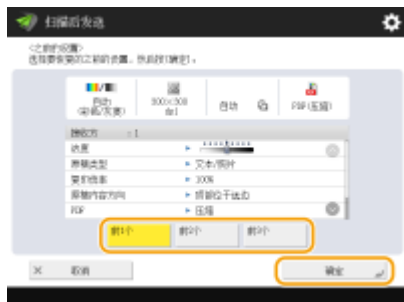 扫描后发送
<之前的设置>
选择要恢复的之前的设置，然后按[确定]。
自动
(彩色/灰度)
300×300
dpi
自动
PDF(压缩)
接收方 :1
浓度
原稿类型 ▶ 文本/照片
复印倍率 ▶ 100%
原稿内容方向 ▶ 顶部位于远边
PDF ▶ 压缩
前1个 前2个 前3个
× 取消 确定